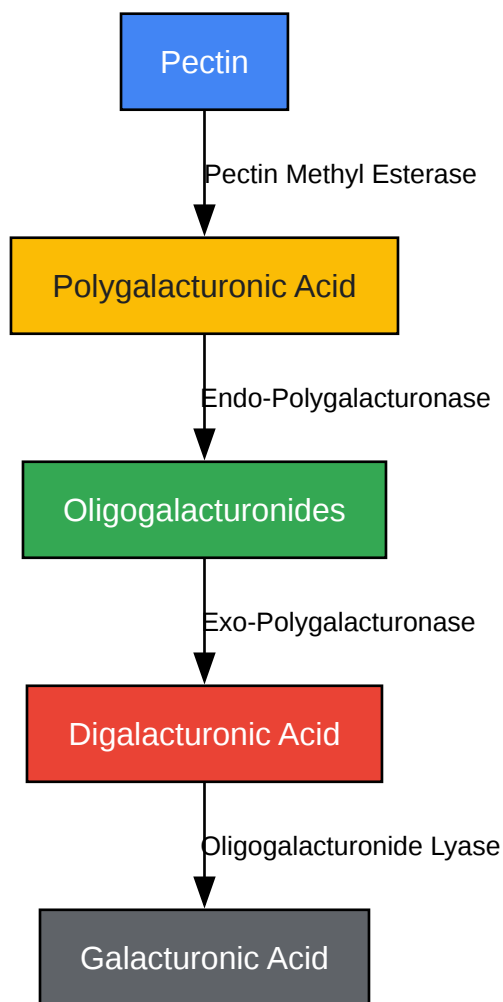 Pectin
Pectin Methyl Esterase
Polygalacturonic Acid
Endo-Polygalacturonase
Oligogalacturonides
Exo-Polygalacturonase
Digalacturonic Acid
Oligogalacturonide Lyase
Galacturonic Acid